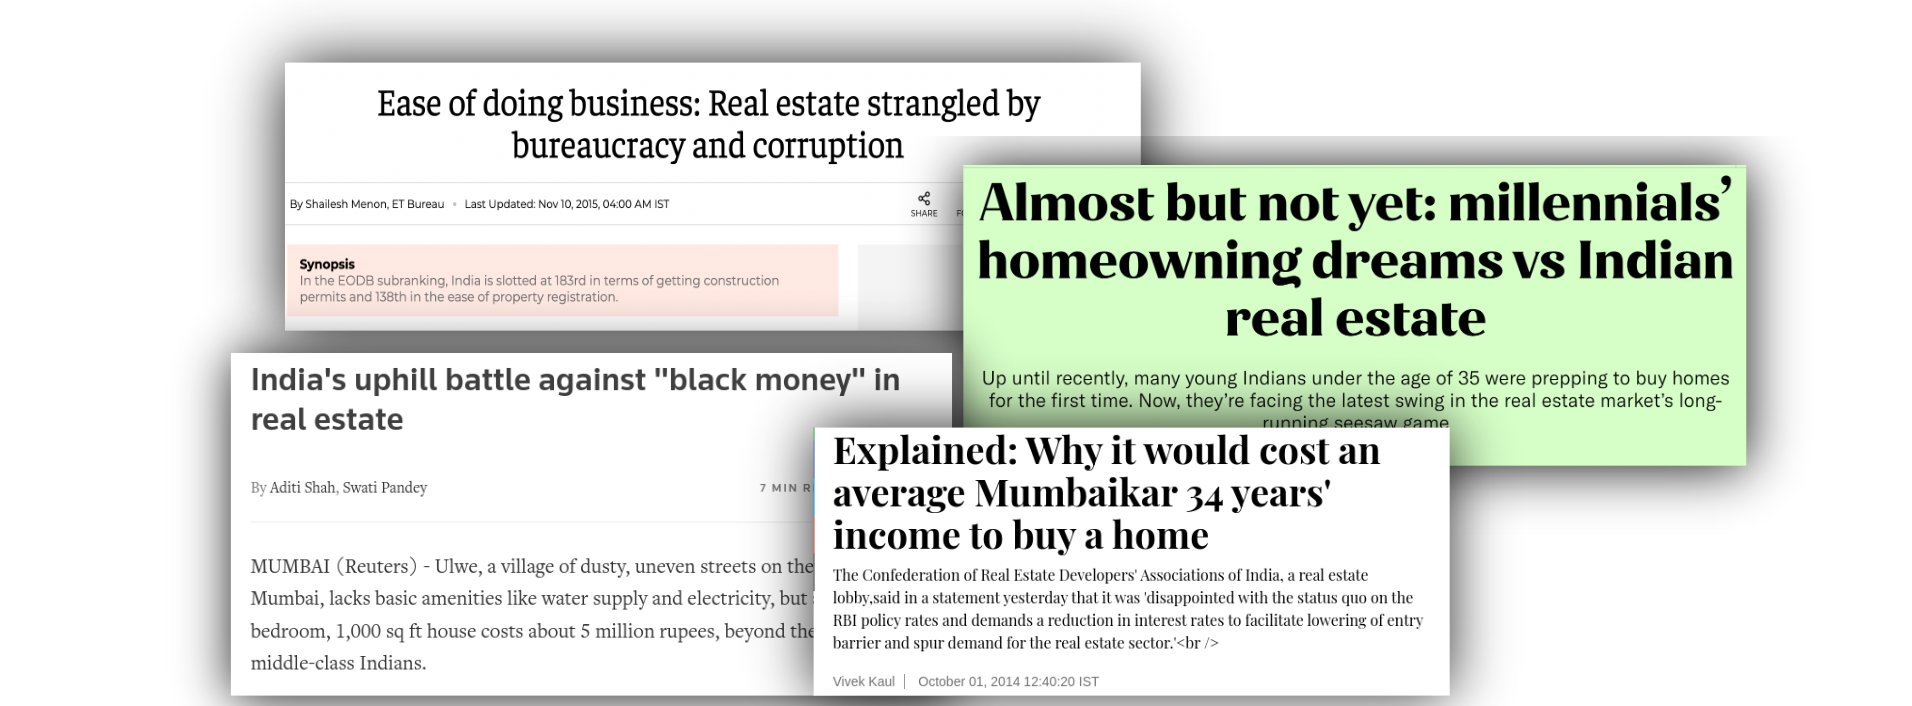 Ease of doing business: Real estate strangled by
bureaucracy and corruption
By Shailesh Menon, ET Bureau • Last Updated: Nov 10, 2015, 04:00 AM IST
SHARE
Synopsis
In the EODB subranking, India is slotted at 183rd in terms of getting construction
permits and 138th in the ease of property registration.
Almost but not yet: millennials’
homeowning dreams vs Indian
real estate
Up until recently, many young Indians under the age of 35 were prepping to buy homes
for the first time. Now, they’re facing the latest swing in the real estate market’s long-
running seesaw game
India's uphill battle against "black money" in
real estate
By Aditi Shah, Swati Pandey
7 MIN
MUMBAI (Reuters) - Ulwe, a village of dusty, uneven streets on the
Mumbai, lacks basic amenities like water supply and electricity, but
bedroom, 1,000 sq ft house costs about 5 million rupees, beyond the
middle-class Indians.
Explained: Why it would cost an
average Mumbaikar 34 years'
income to buy a home
The Confederation of Real Estate Developers' Associations of India, a real estate
lobby,said in a statement yesterday that it was 'disappointed with the status quo on the
RBI policy rates and demands a reduction in interest rates to facilitate lowering of entry
barrier and spur demand for the real estate sector.'<br />
Vivek Kaul | October 01, 2014 12:40:20 IST